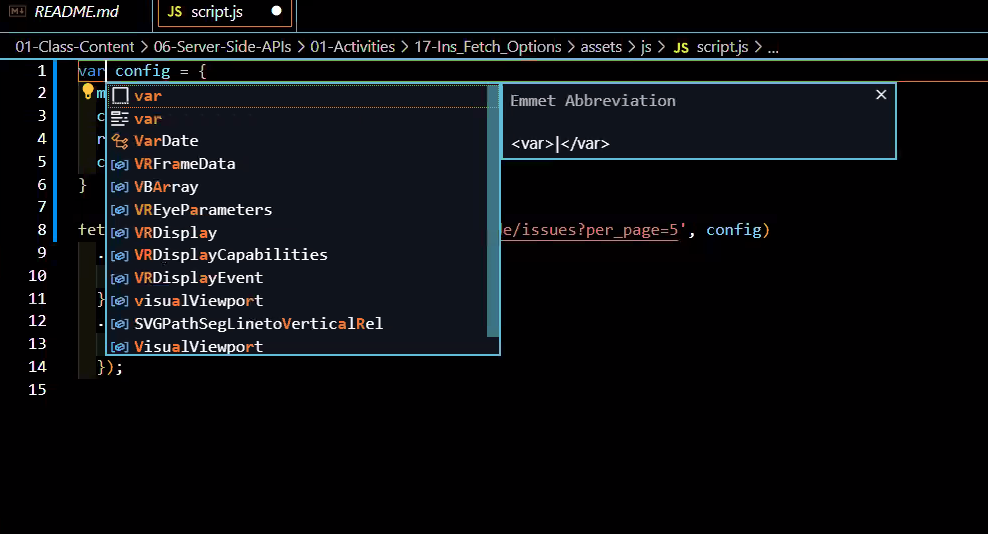 README.md
JS script.js
01-Class-Content > 06-Server-Side-APIs > 01-Activities > 17-Ins_Fetch_Options > assets > js > JS script.js > ...
1 var config = {
2 m
3 c
4 r
5 c
6 }
7
8 fet de/issues?per_page=5', config)
9 .
10
11 }
12 .
13
14 });
15
var
var
VarDate
VRFrameData
VBArray
VREyeParameters
VRDisplay
VRDisplayCapabilities
VRDisplayEvent
visualViewport
SVGPathSegLinetoVerticalRel
VisualViewport
Emmet Abbreviation
<var>|</var>